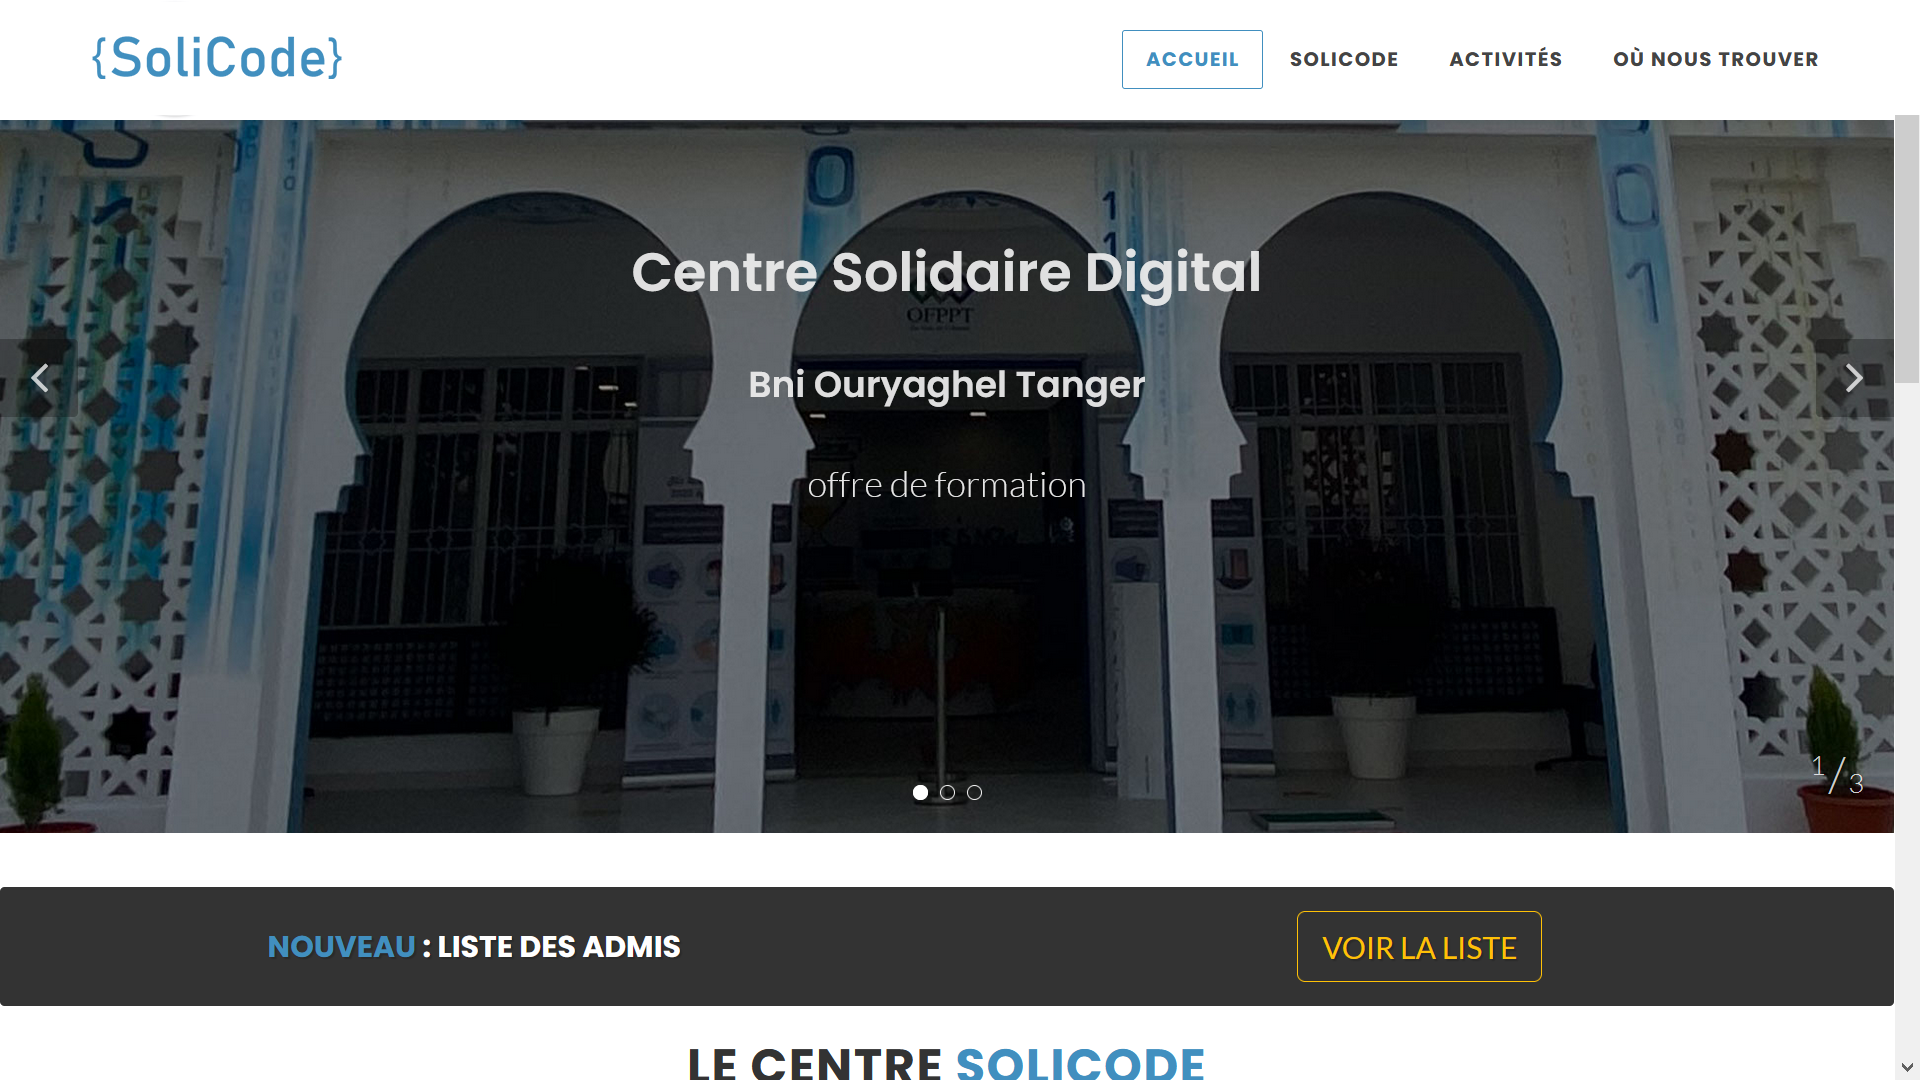 {SoliCode}
ACCUEIL
SOLICODE
ACTIVITÉS
OÙ NOUS TROUVER
Centre Solidaire Digital
OFPPT
Bni Ouryaghel Tanger
offre de formation
1/3
NOUVEAU : LISTE DES ADMIS
VOIR LA LISTE
LE CENTRE SOLICODE